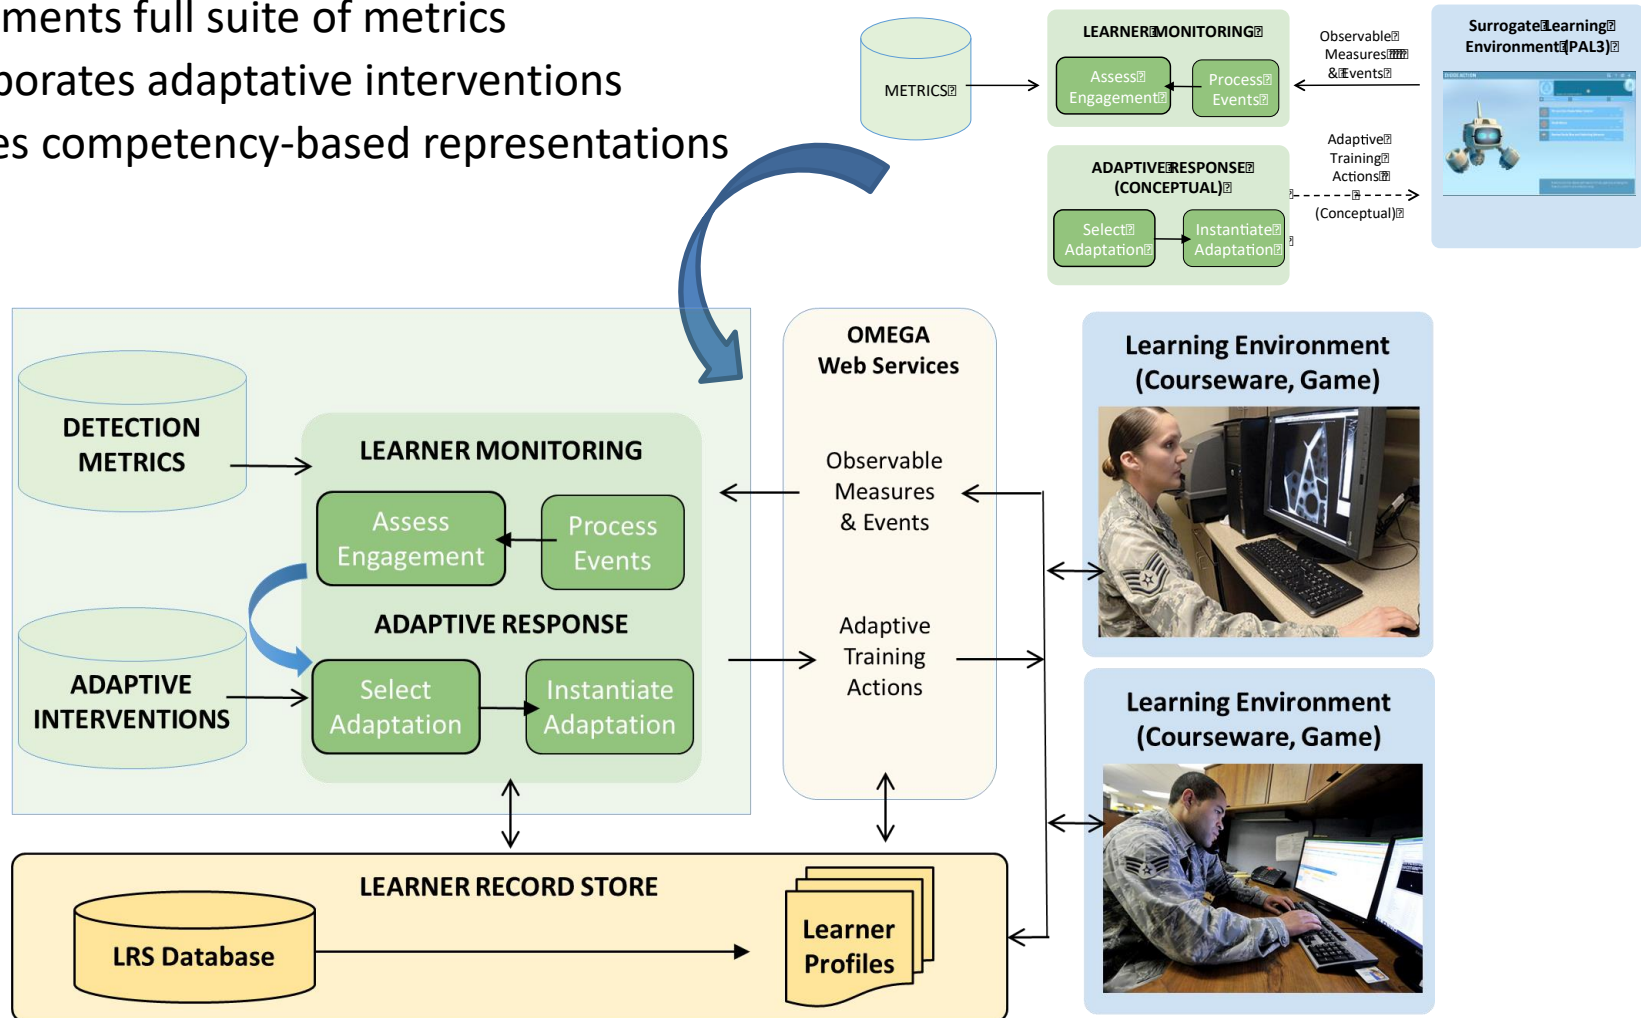 ments full suite of metrics
porates adaptative interventions
es competency-based representations
METRICS
LEARNER MONITORING
Assess
Engagement
Process
Events
Observable
Measures
& Events
Surrogate Learning
Environment (PAL3)
ADAPTIVE RESPONSE
(CONCEPTUAL)
Select
Adaptation
Instantiate
Adaptation
Adaptive
Training
Actions
(Conceptual)
DETECTION
METRICS
LEARNER MONITORING
Assess
Engagement
Process
Events
ADAPTIVE RESPONSE
ADAPTIVE
INTERVENTIONS
Select
Adaptation
Instantiate
Adaptation
OMEGA
Web Services
Observable
Measures
& Events
Adaptive
Training
Actions
Learning Environment
(Courseware, Game)
Learning Environment
(Courseware, Game)
LEARNER RECORD STORE
LRS Database
Learner
Profiles